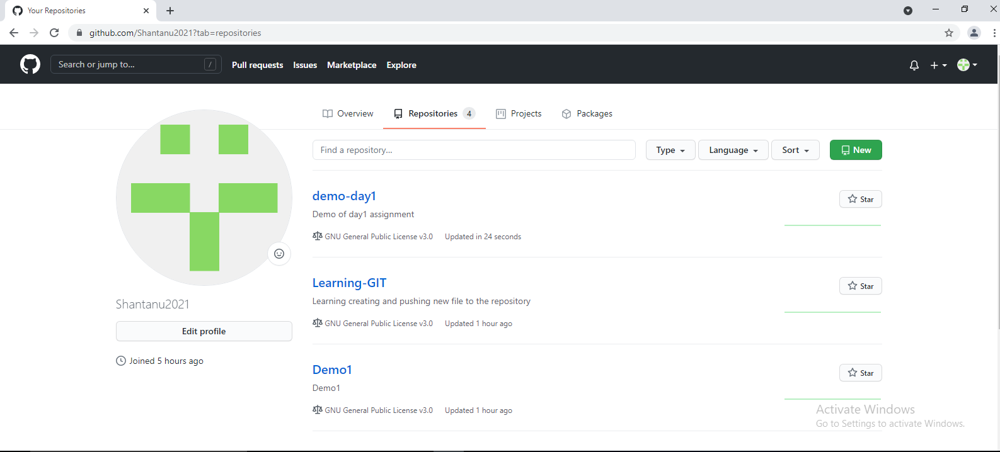 Your Repositories
github.com/Shantanu2021?tab=repositories
Search or jump to... /
Pull requests Issues Marketplace Explore
Overview Repositories 4 Projects Packages
Find a repository... Type Language Sort New
demo-day1
Star
Demo of day1 assignment
GNU General Public License v3.0 Updated in 24 seconds
Learning-GIT
Star
Learning creating and pushing new file to the repository
GNU General Public License v3.0 Updated 1 hour ago
Shantanu2021
Edit profile
Joined 5 hours ago
Demo1
Star
Demo1
GNU General Public License v3.0 Updated 1 hour ago
Activate Windows
Go to Settings to activate Windows.